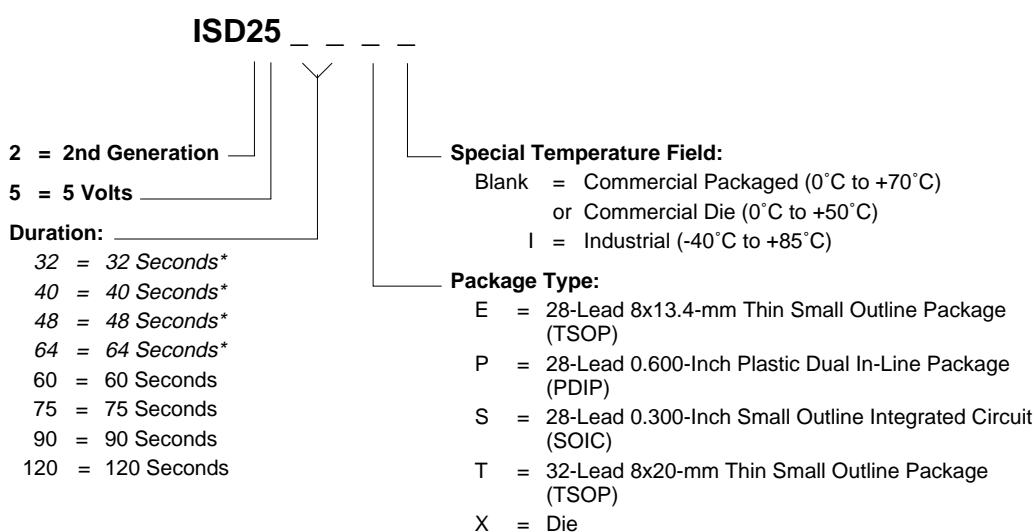 ISD25 _ _ _ _
2 = 2nd Generation
5 = 5 Volts
Duration:
32 = 32 Seconds*
40 = 40 Seconds*
48 = 48 Seconds*
64 = 64 Seconds*
60 = 60 Seconds
75 = 75 Seconds
90 = 90 Seconds
120 = 120 Seconds
Special Temperature Field:
Blank = Commercial Packaged (0˚C to +70˚C)
or Commercial Die (0˚C to +50˚C)
I = Industrial (-40˚C to +85˚C)
Package Type:
E = 28-Lead 8x13.4-mm Thin Small Outline Package
(TSOP)
P = 28-Lead 0.600-Inch Plastic Dual In-Line Package
(PDIP)
S = 28-Lead 0.300-Inch Small Outline Integrated Circuit
(SOIC)
T = 32-Lead 8x20-mm Thin Small Outline Package
(TSOP)
X = Die